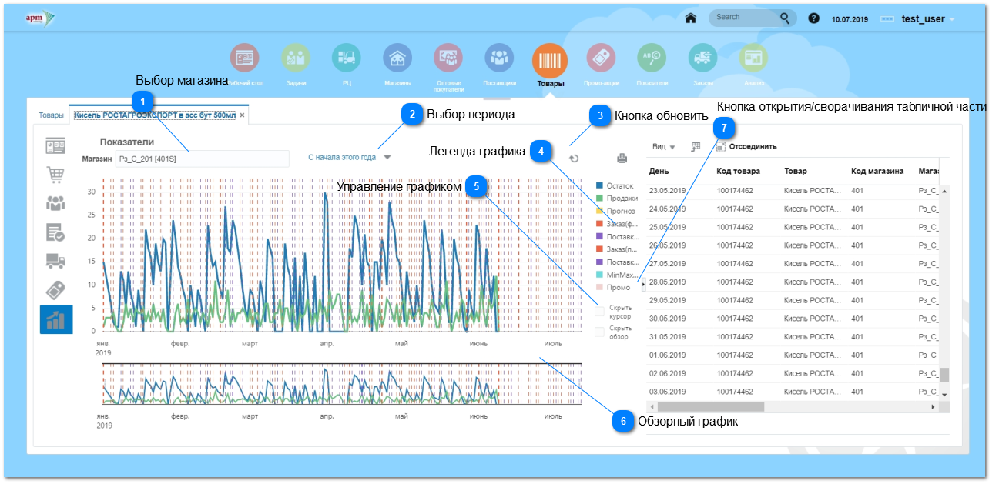 apm
Search
10.07.2019
test_user
Рабочий стол
Задачи
РЦ
Магазины
Оптовые покупатели
Поставщики
Товары
Промо-акции
Показатели
Заказы
Анализ
Выбор магазина
1
2 Выбор периода
3 Кнопка обновить
Кнопка открытия/сворачивания табличной части
7
Товары
Кисель РОСТАГРОЭКСПОРТ в асс бут 500мл ×
Показатели
Магазин Рз_С_201 [401S]
С начала этого года
Легенда графика 4
Управление графиком 5
Вид
Отсоединить
30
25
20
15
10
5
0
янв. февр. март апр. май июнь июль
2019
Остаток
Продажи
Прогноз
Заказ(ф...
Поставк...
Заказ(п...
Поставк...
MinMax...
Промо
Скрыть
курсор
Скрыть
обзор
янв. февр. март апр. май июнь июль
2019
6 Обзорный график
День Код товара Товар Код магазина Мага
23.05.2019 100174462 Кисель РОСТА... 401 Рз_С_
24.05.2019 100174462 Кисель РОСТА... 401 Рз_С_
25.05.2019 100174462 Кисель РОСТА... 401 Рз_С_
26.05.2019 100174462 Кисель РОСТА... 401 Рз_С_
27.05.2019 100174462 Кисель РОСТА... 401 Рз_С_
28.05.2019 100174462 Кисель РОСТА... 401 Рз_С_
29.05.2019 100174462 Кисель РОСТА... 401 Рз_С_
30.05.2019 100174462 Кисель РОСТА... 401 Рз_С_
31.05.2019 100174462 Кисель РОСТА... 401 Рз_С_
01.06.2019 100174462 Кисель РОСТА... 401 Рз_С_
02.06.2019 100174462 Кисель РОСТА... 401 Рз_С_
03.06.2019 100174462 Кисель РОСТА... 401 Рз_С_